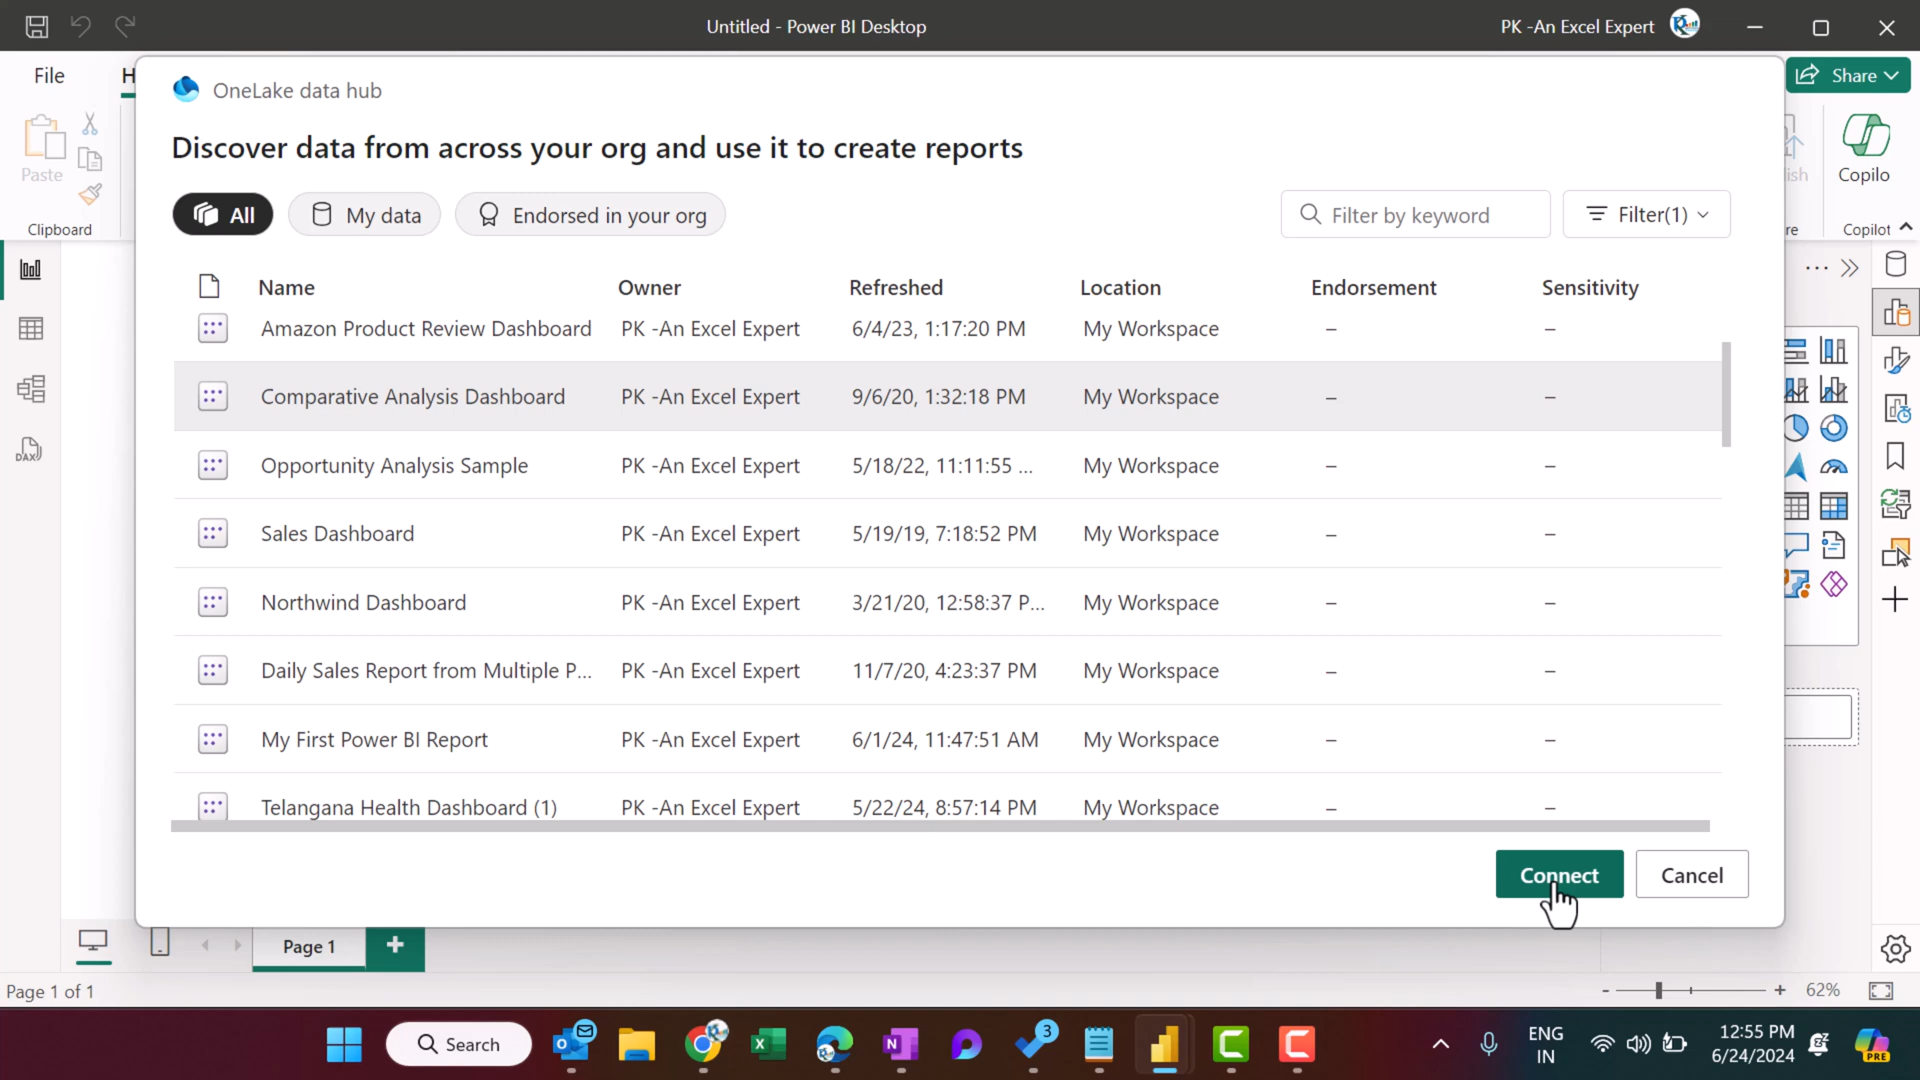 Untitled - Power BI Desktop
PK -An Excel Expert
File
H
Share
OneLake data hub
Discover data from across your org and use it to create reports
Paste
Clipboard
Copilo
Copilot
All
My data
Endorsed in your org
Filter by keyword
Filter(1)
Name Owner Refreshed Location Endorsement Sensitivity
Amazon Product Review Dashboard PK -An Excel Expert 6/4/23, 1:17:20 PM My Workspace – –
Comparative Analysis Dashboard PK -An Excel Expert 9/6/20, 1:32:18 PM My Workspace – –
Opportunity Analysis Sample PK -An Excel Expert 5/18/22, 11:11:55 ... My Workspace – –
Sales Dashboard PK -An Excel Expert 5/19/19, 7:18:52 PM My Workspace – –
Northwind Dashboard PK -An Excel Expert 3/21/20, 12:58:37 P... My Workspace – –
Daily Sales Report from Multiple P... PK -An Excel Expert 11/7/20, 4:23:37 PM My Workspace – –
My First Power BI Report PK -An Excel Expert 6/1/24, 11:47:51 AM My Workspace – –
Telangana Health Dashboard (1) PK -An Excel Expert 5/22/24, 8:57:14 PM My Workspace – –
DAX
Connect
Cancel
Page 1
+
Page 1 of 1
- + 62%
Search
3
ENG
IN
12:55 PM
6/24/2024
PRE